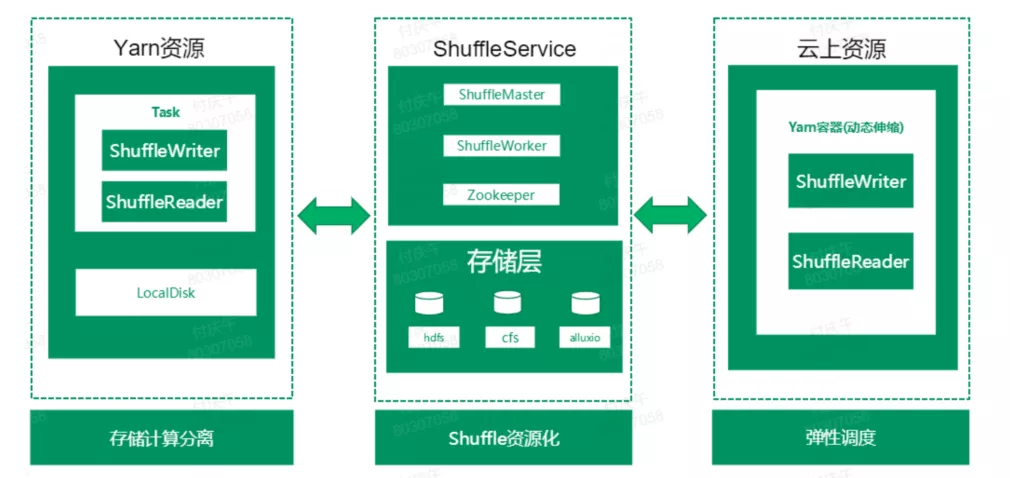 Yarn资源
Task
ShuffleWriter
ShuffleReader
LocalDisk
存储计算分离
ShuffleService
ShuffleMaster
ShuffleWorker
Zookeeper
存储层
hdfs
cfs
alluxio
Shuffle资源化
云上资源
Yarn容器(动态伸缩)
ShuffleWriter
ShuffleReader
弹性调度
付庆午
80307058